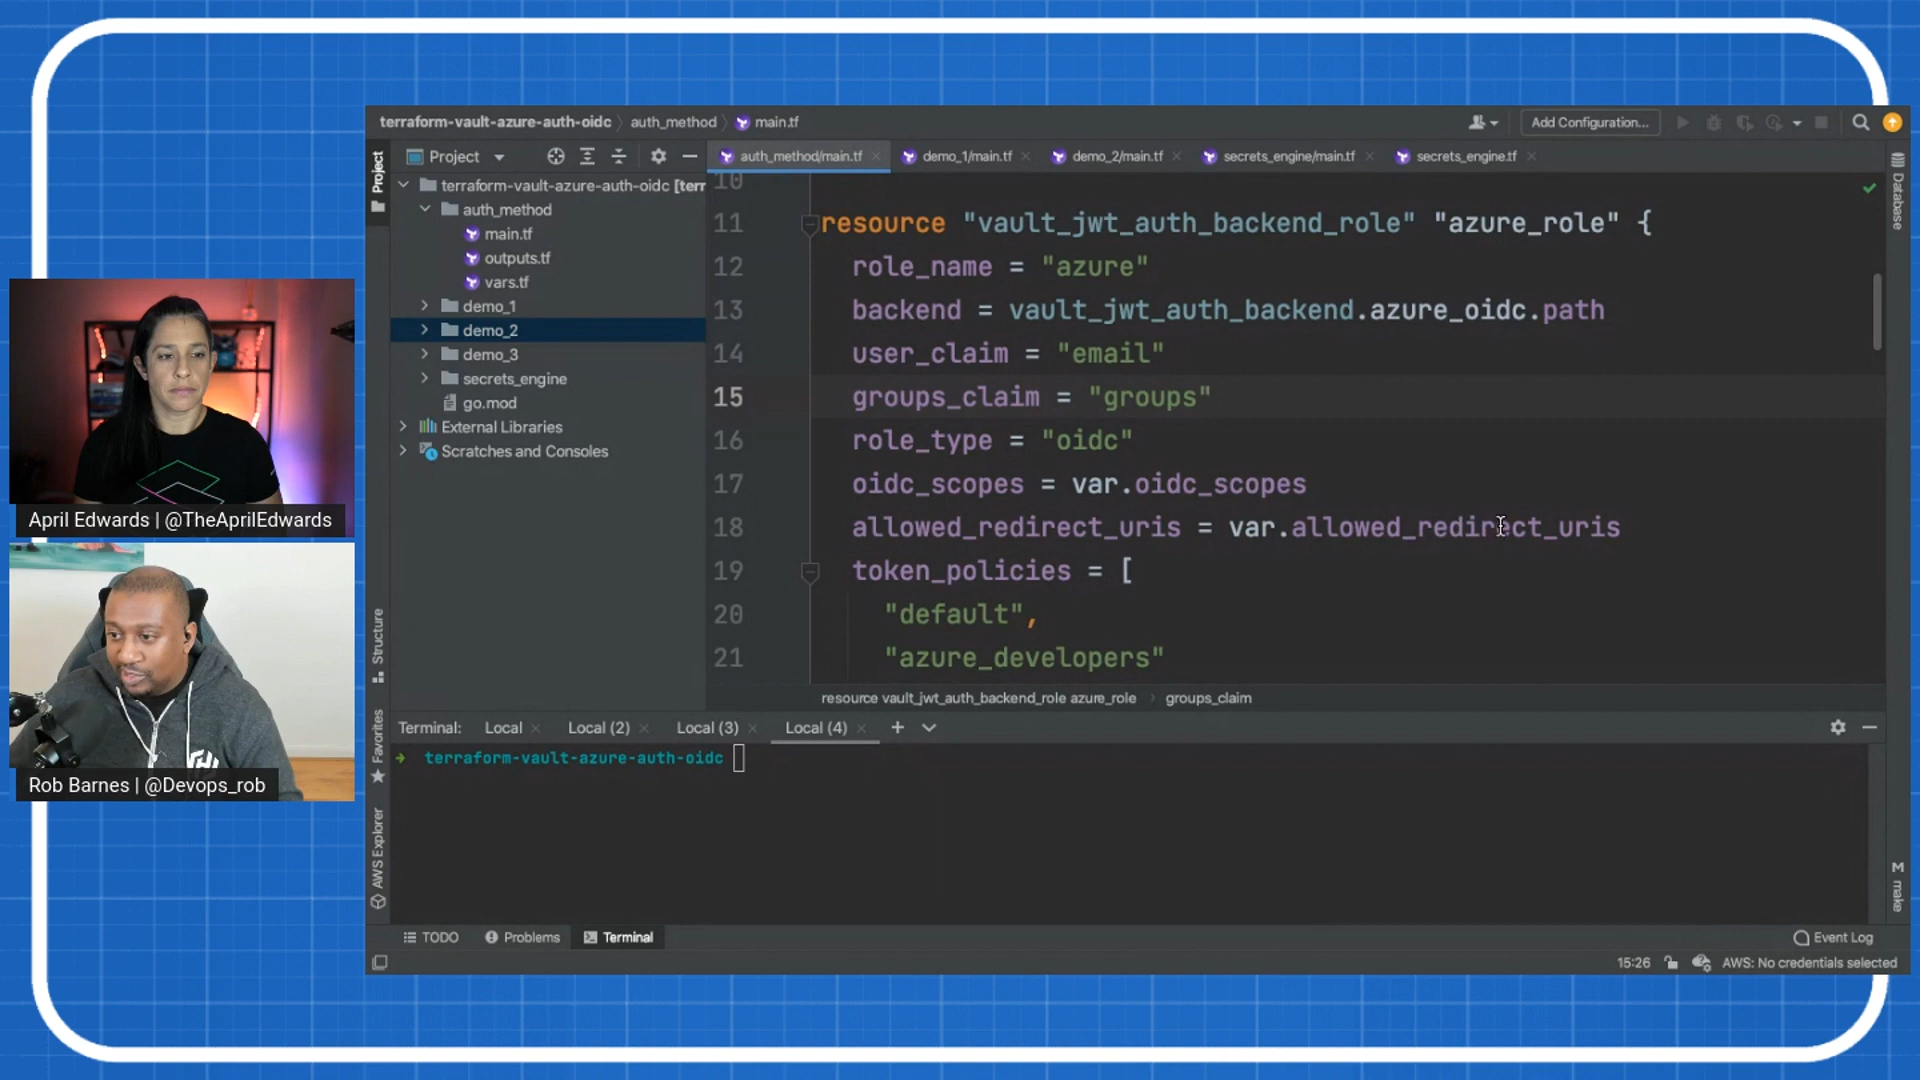 terraform-vault-azure-auth-oidc auth_method main.tf
Add Configuration...
Project
Project
auth_method/main.tf
demo_1/main.tf
demo_2/main.tf
secrets_engine/main.tf
secrets_engine.tf
Database
terraform-vault-azure-auth-oidc [terr
auth_method
main.tf
outputs.tf
vars.tf
demo_1
demo_2
demo_3
secrets_engine
go.mod
External Libraries
Scratches and Consoles
10
11 resource "vault_jwt_auth_backend_role" "azure_role" {
12 role_name = "azure"
13 backend = vault_jwt_auth_backend.azure_oidc.path
14 user_claim = "email"
15 groups_claim = "groups"
16 role_type = "oidc"
17 oidc_scopes = var.oidc_scopes
18 allowed_redirect_uris = var.allowed_redirect_uris
19 token_policies = [
20 "default",
21 "azure_developers"
resource vault_jwt_auth_backend_role azure_role groups_claim
April Edwards | @TheAprilEdwards
Rob Barnes | @Devops_rob
Structure
Favorites
AWS Explorer
Terminal: Local Local (2) Local (3) Local (4)
terraform-vault-azure-auth-oidc
make
TODO Problems Terminal
Event Log
15:26 AWS: No credentials selected